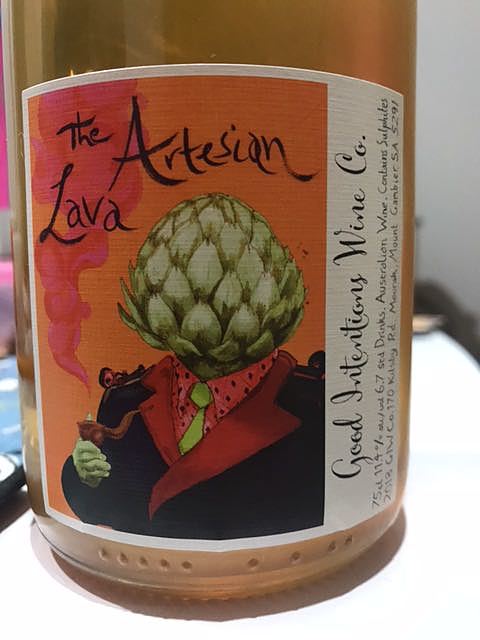 The Artesian
Lava
Good Intentions Wine Co.
75cl 11.4% alc/vol 6.7 std Drinks, Australian Wine. Contains Sulphites
2018 GIW Co. 170 Kilsby Rd. Moorak, Mount Gambier SA 5291